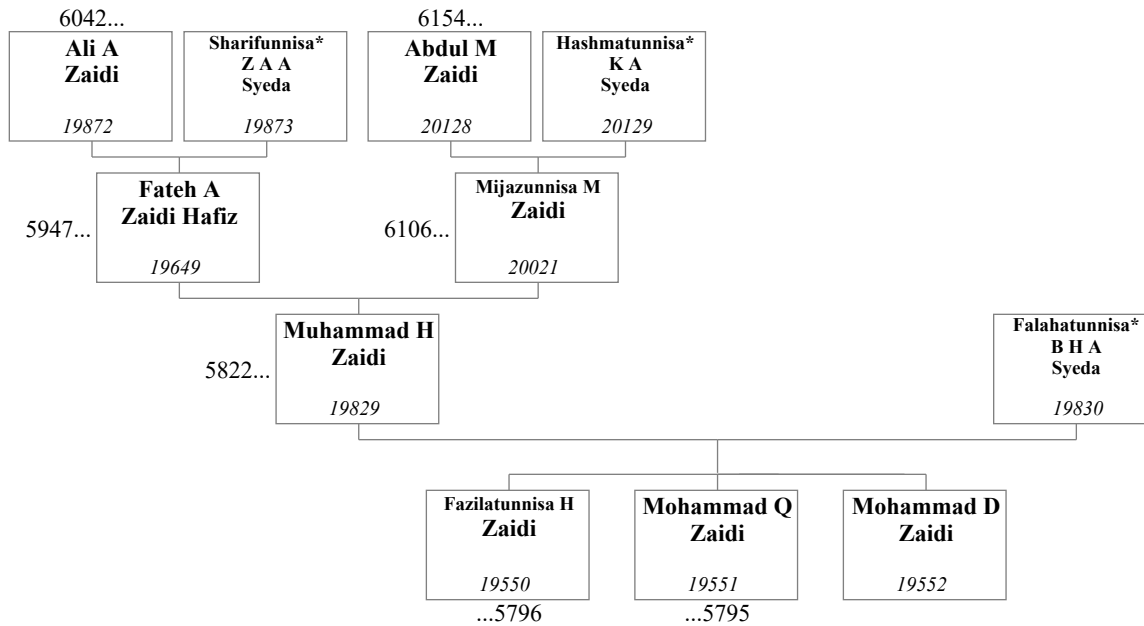 6042...
6154...
Ali A
Zaidi
19872
Sharifunnisa*
Z A A
Syeda
19873
Abdul M
Zaidi
20128
Hashmatunnisa*
K A
Syeda
20129
5947...
Fateh A
Zaidi Hafiz
19649
6106...
Mijazunnisa M
Zaidi
20021
5822...
Muhammad H
Zaidi
19829
Falahatunnisa*
B H A
Syeda
19830
Fazilatunnisa H
Zaidi
19550
Mohammad Q
Zaidi
19551
Mohammad D
Zaidi
19552
...5796
...5795